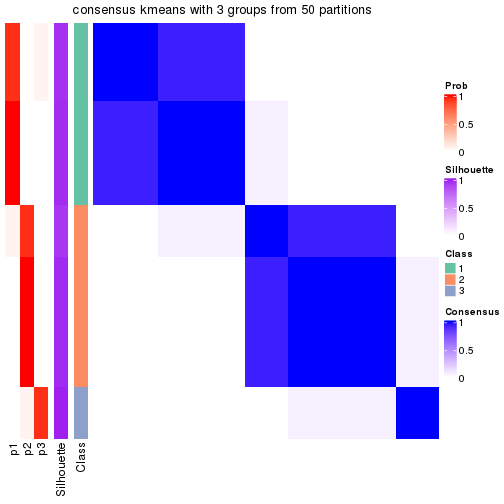 consensus kmeans with 3 groups from 50 partitions
Prob
1
0.5
0
Silhouette
1
0.5
0
Class
1
2
3
Consensus
1
0.5
0
p1
p2
p3
Silhouette
Class